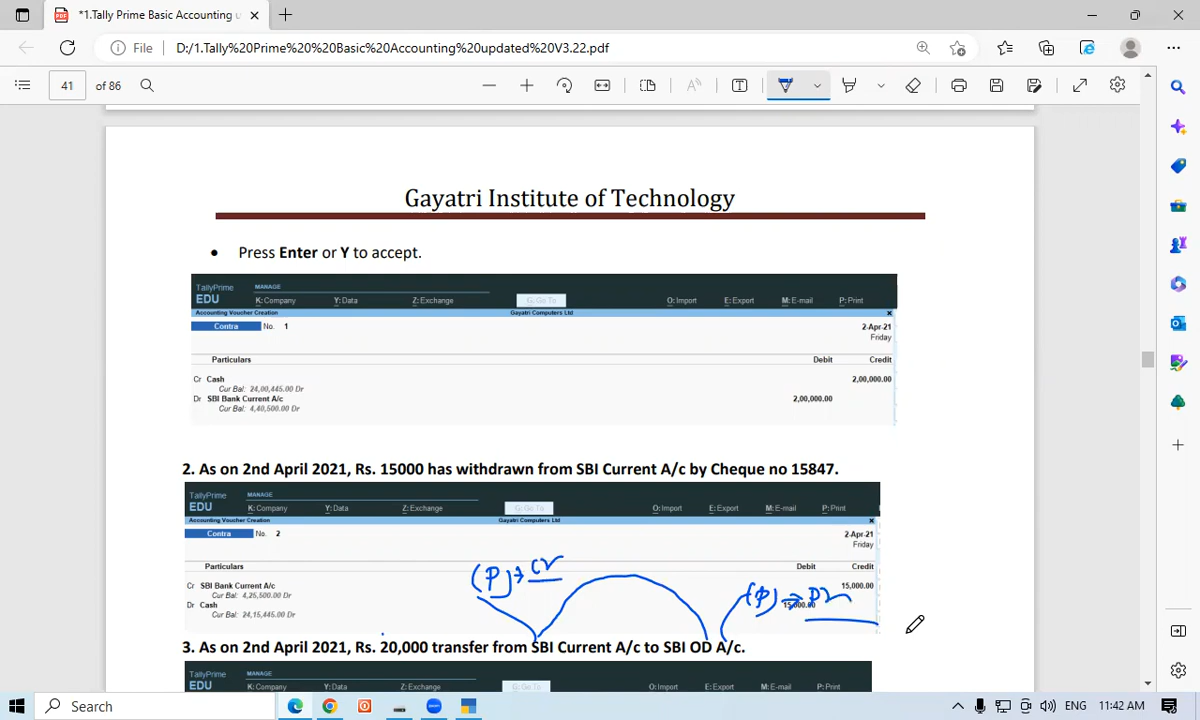 *1.Tally Prime Basic Accounting u
File D:/1.Tally%20Prime%20%20Basic%20Accounting%20updated%20V3.22.pdf
41 of 86
Gayatri Institute of Technology
• Press Enter or Y to accept.
TallyPrime MANAGE
EDU K: Company Y: Data Z: Exchange G: Go To O: Import E: Export M: E-mail P: Print
Accounting Voucher Creation Gayatri Computers Ltd
Contra No. 1 2-Apr-21
Friday
Particulars Debit Credit
Cr Cash 2,00,000.00
Cur Bal: 24,00,445.00 Dr
Dr SBI Bank Current A/c 2,00,000.00
Cur Bal: 4,40,500.00 Dr
2. As on 2nd April 2021, Rs. 15000 has withdrawn from SBI Current A/c by Cheque no 15847.
TallyPrime MANAGE
EDU K: Company Y: Data Z: Exchange G: Go To O: Import E: Export M: E-mail P: Print
Accounting Voucher Creation Gayatri Computers Ltd
Contra No. 2 2-Apr-21
Friday
Particulars Debit Credit
(P) → Cr
Cr SBI Bank Current A/c 15,000.00
Cur Bal: 4,25,500.00 Dr
(P) → Dr
Dr Cash 15,000.00
Cur Bal: 24,15,445.00 Dr
3. As on 2nd April 2021, Rs. 20,000 transfer from SBI Current A/c to SBI OD A/c.
TallyPrime MANAGE
EDU K: Company Y: Data Z: Exchange G: Go To O: Import E: Export M: E-mail P: Print
Search ENG 11:42 AM